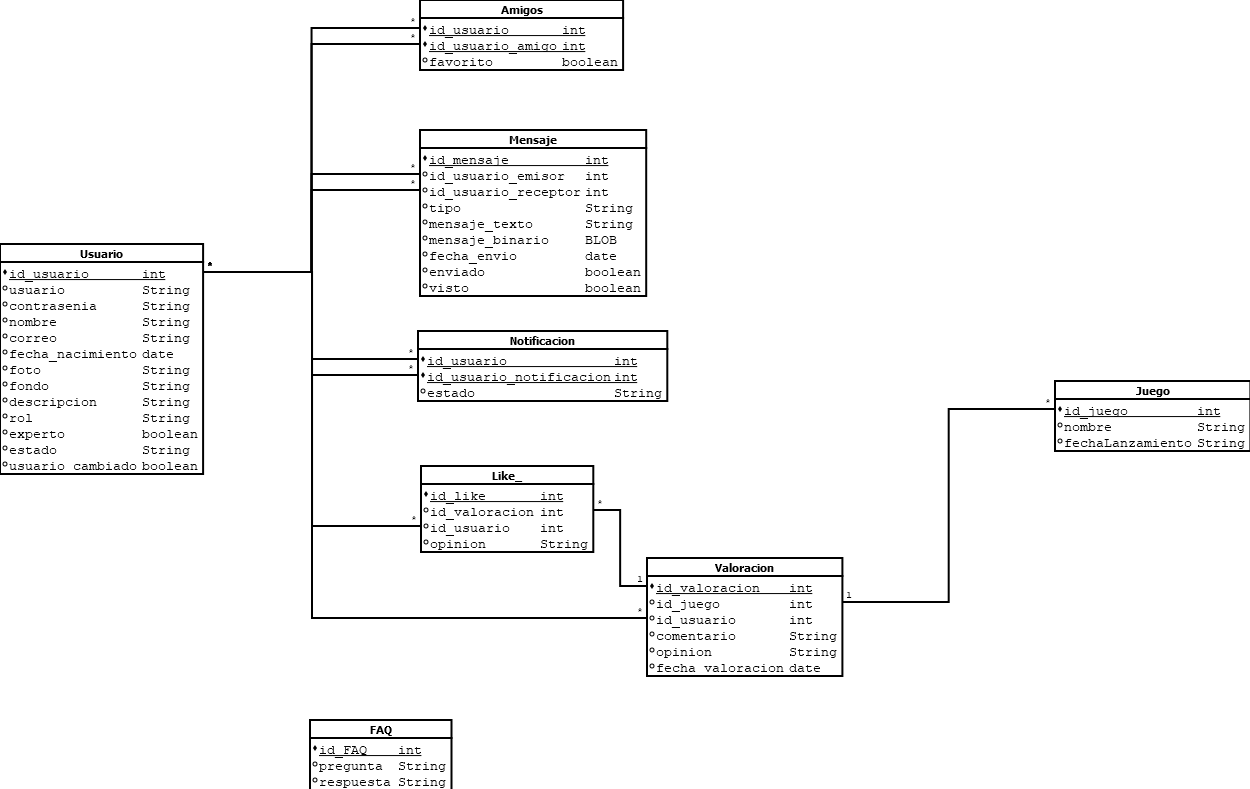 Amigos
id_usuario int
id_usuario_amigo int
favorito boolean
*
*
Mensaje
id_mensaje int
id_usuario_emisor int
id_usuario_receptor int
tipo String
mensaje_texto String
mensaje_binario BLOB
fecha_envio date
enviado boolean
visto boolean
*
*
Usuario
id_usuario int
usuario String
contrasenia String
nombre String
correo String
fecha_nacimiento date
foto String
fondo String
descripcion String
rol String
experto boolean
estado String
usuario_cambiado boolean
*
Notificacion
id_usuario int
id_usuario_notificacion int
estado String
*
*
Juego
id_juego int
nombre String
fechaLanzamiento String
*
Like_
id_like int
id_valoracion int
id_usuario int
opinion String
*
*
Valoracion
id_valoracion int
id_juego int
id_usuario int
comentario String
opinion String
fecha_valoracion date
1
*
1
FAQ
id_FAQ int
pregunta String
respuesta String